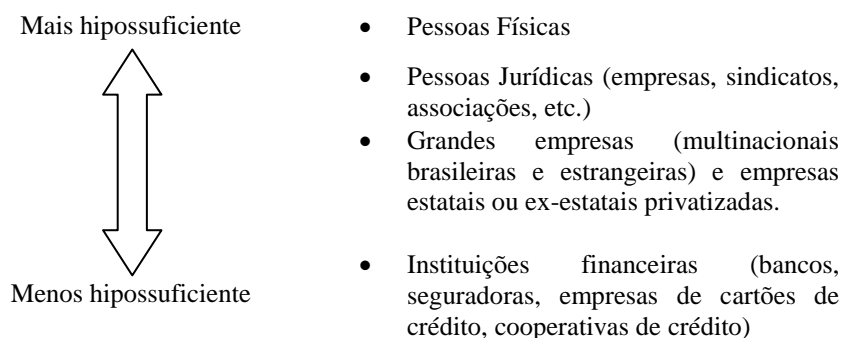 Mais hipossuficiente
• Pessoas Físicas
• Pessoas Jurídicas (empresas, sindicatos,
associações, etc.)
• Grandes empresas (multinacionais
brasileiras e estrangeiras) e empresas
estatais ou ex-estatais privatizadas.
Menos hipossuficiente
• Instituições financeiras (bancos,
seguradoras, empresas de cartões de
crédito, cooperativas de crédito)